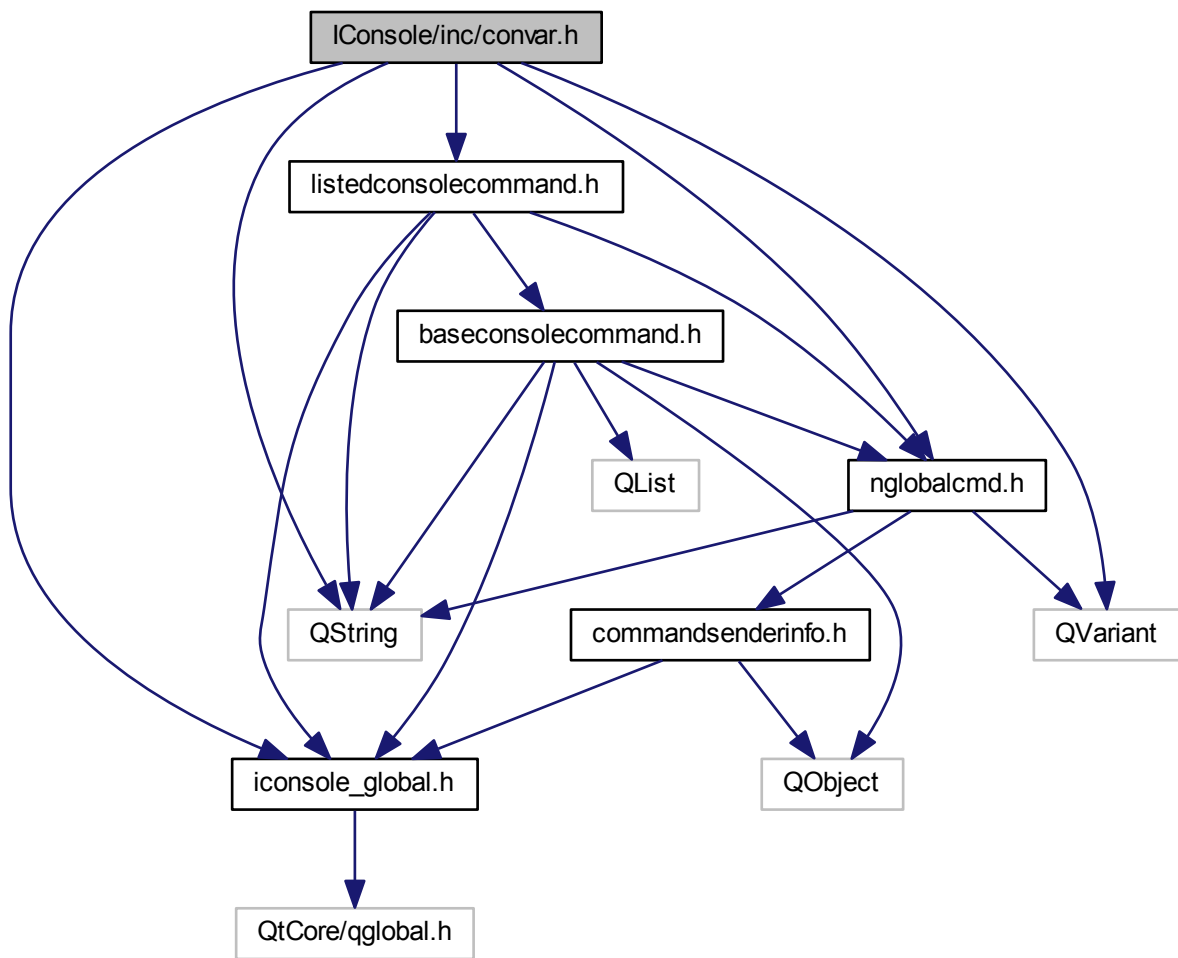 IConsole/inc/convar.h
listedconsolecommand.h
baseconsolecommand.h
QList
nglobalcmd.h
QString
commandsenderinfo.h
QVariant
iconsole_global.h
QObject
QtCore/qglobal.h